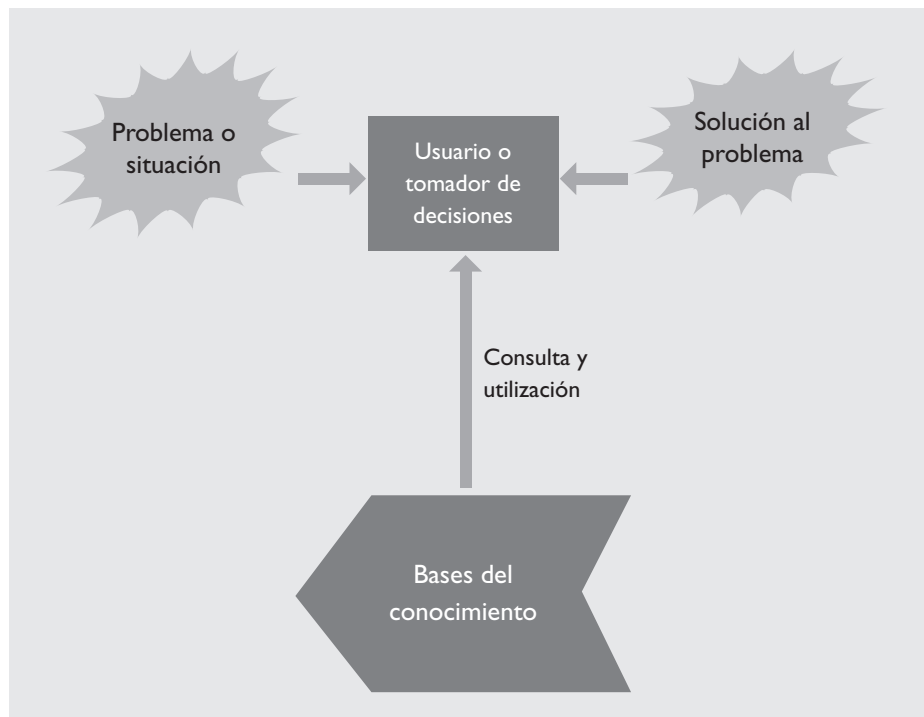 Problema o
situación
Usuario o
tomador de
decisiones
Solución al
problema
Consulta y
utilización
Bases del
conocimiento